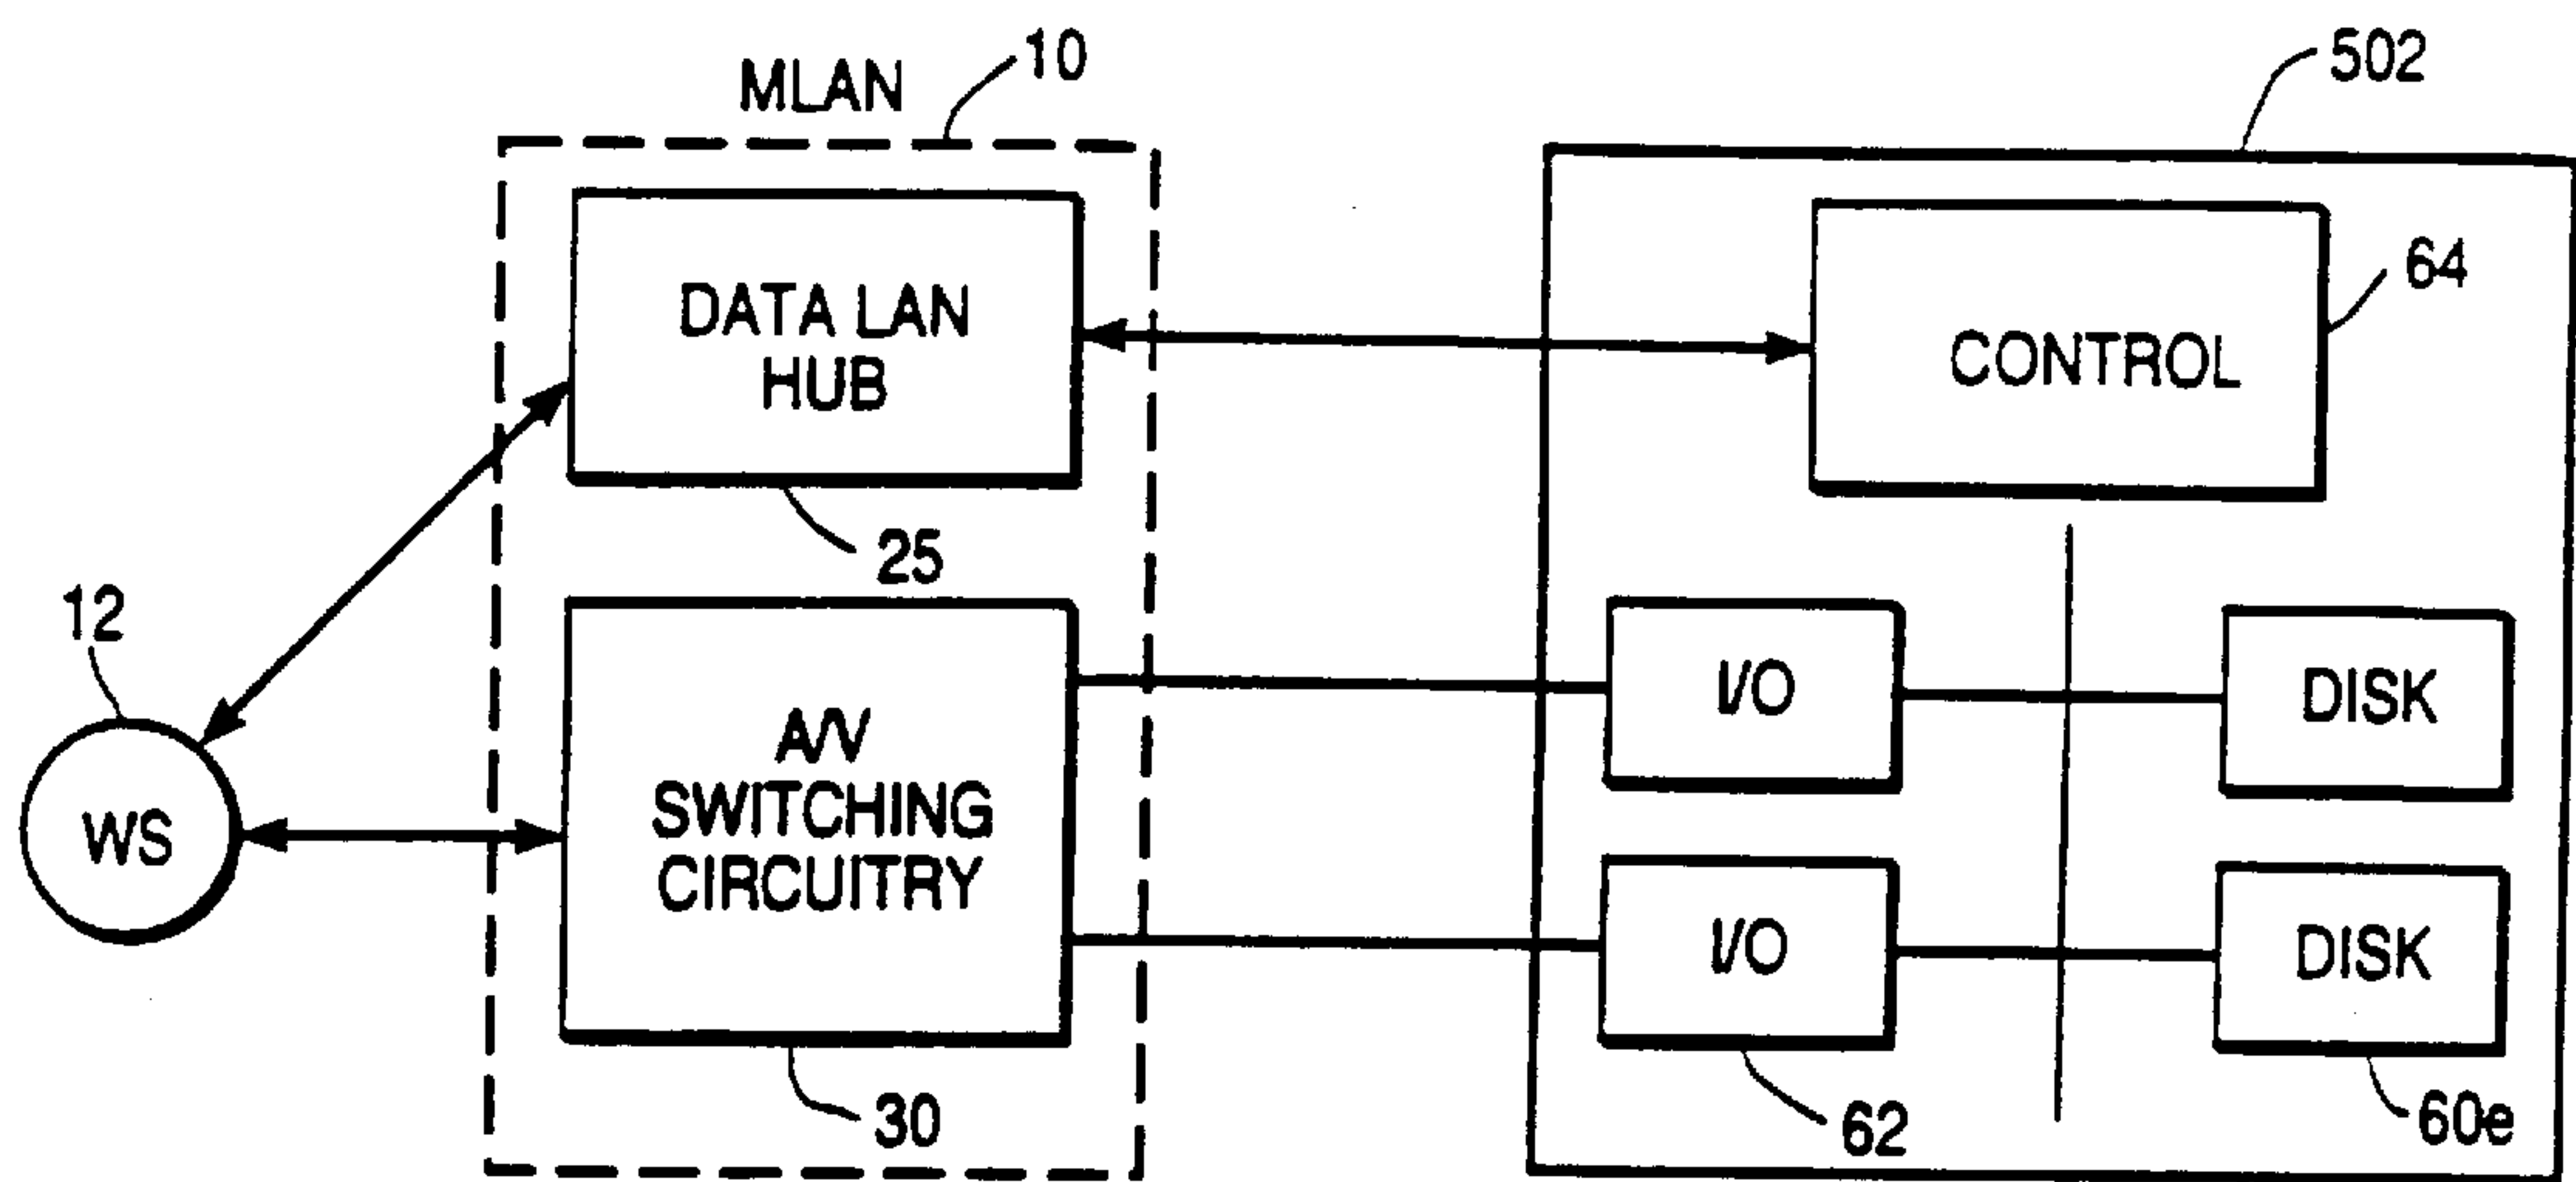 MLAN
10
502
DATA LAN
HUB
25
CONTROL
64
12
WS
A/V
SWITCHING
CIRCUITRY
30
I/O
DISK
I/O
62
DISK
60e